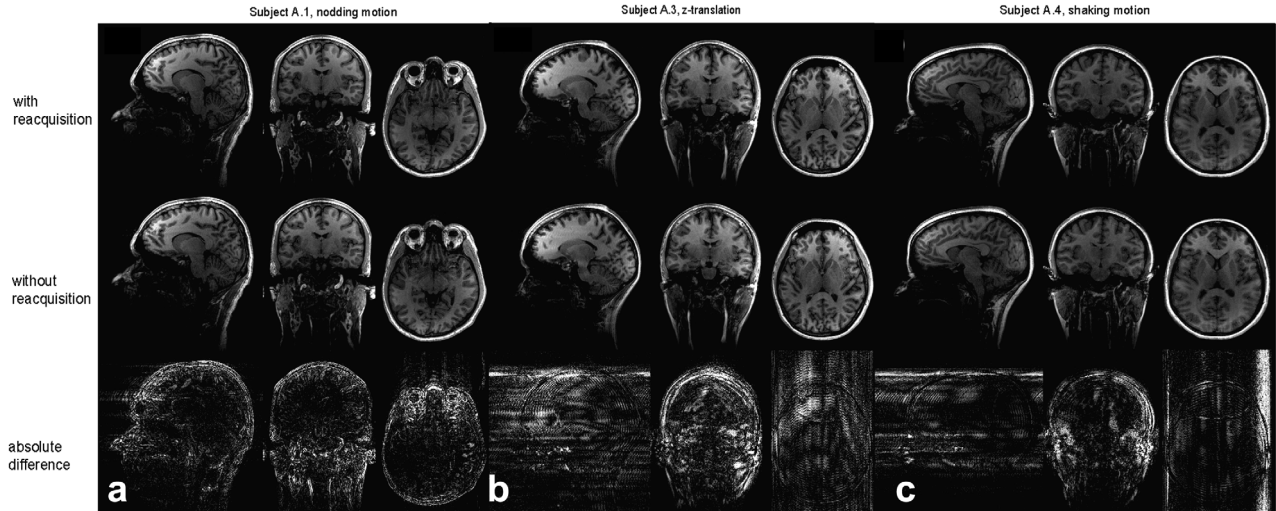 Subject A.1, nodding motion
Subject A.3, z-translation
Subject A.4, shaking motion
with
reacquisition
without
reacquisition
absolute
difference
a
b
c